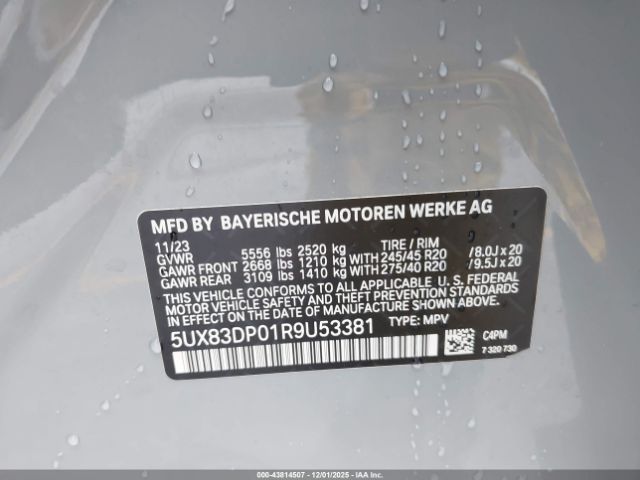 MFD BY BAYERISCHE MOTOREN WERKE AG
11/23 TIRE / RIM
GVWR 5556 lbs 2520 kg
GAWR FRONT 2668 lbs 1210 kg WITH 245/45 R20 /8.0J x 20
GAWR REAR 3109 lbs 1410 kg WITH 275/40 R20 /9.5J x 20
THIS VEHICLE CONFORMS TO ALL APPLICABLE U.S. FEDERAL
MOTOR VEHICLE SAFETY STANDARDS IN EFFECT ON THE DATE OF
MANUFACTURE SHOWN ABOVE.
5UX83DP01R9U53381 TYPE: MPV
C4PM
7 320 730
000-43814507 - 12/01/2025 - IAA Inc.